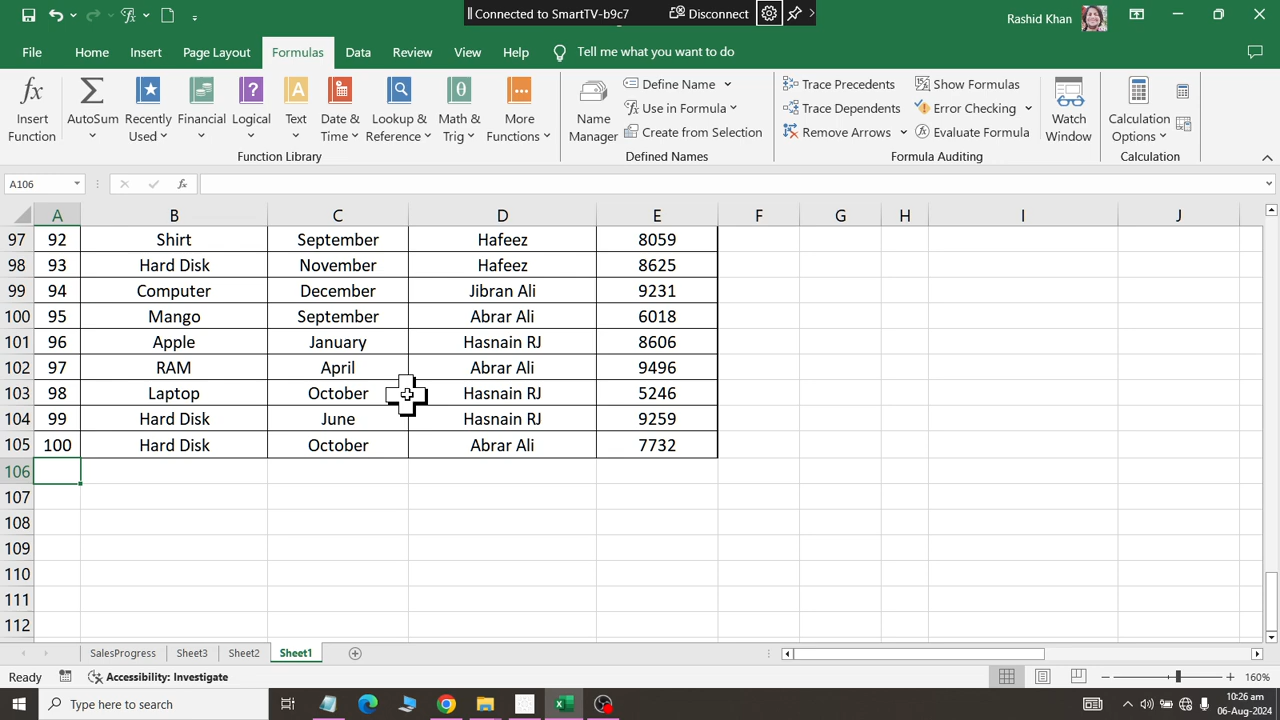 Connected to SmartTV-b9c7 Disconnect
Rashid Khan
File Home Insert Page Layout Formulas Data Review View Help Tell me what you want to do
Insert Function
AutoSum
Recently Used
Financial
Logical
Text
Date & Time
Lookup & Reference
Math & Trig
More Functions
Function Library
Name Manager
Define Name
Use in Formula
Create from Selection
Defined Names
Trace Precedents
Trace Dependents
Remove Arrows
Show Formulas
Error Checking
Evaluate Formula
Formula Auditing
Watch Window
Calculation Options
Calculation
A106 fx
A B C D E F G H I J
97 92 Shirt September Hafeez 8059
98 93 Hard Disk November Hafeez 8625
99 94 Computer December Jibran Ali 9231
100 95 Mango September Abrar Ali 6018
101 96 Apple January Hasnain RJ 8606
102 97 RAM April Abrar Ali 9496
103 98 Laptop October Hasnain RJ 5246
104 99 Hard Disk June Hasnain RJ 9259
105 100 Hard Disk October Abrar Ali 7732
106
107
108
109
110
111
112
SalesProgress Sheet3 Sheet2 Sheet1
Ready Accessibility: Investigate 160%
Type here to search
10:26 am
06-Aug-2024